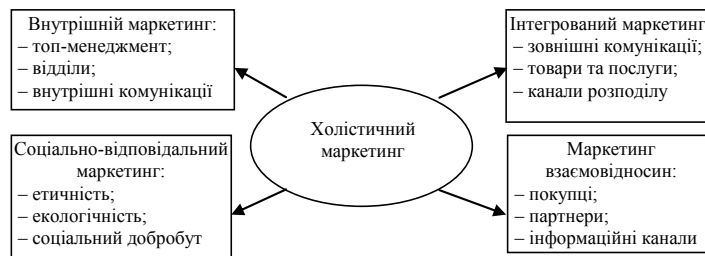 Внутрішній маркетинг:
– топ-менеджмент;
– відділи;
– внутрішні комунікації
Інтегрований маркетинг
– зовнішні комунікації;
– товари та послуги;
– канали розподілу
Холістичний
маркетинг
Соціально-відповідальний
маркетинг:
– етичність;
– екологічність;
– соціальний добробут
Маркетинг
взаємовідносин:
– покупці;
– партнери;
– інформаційні канали